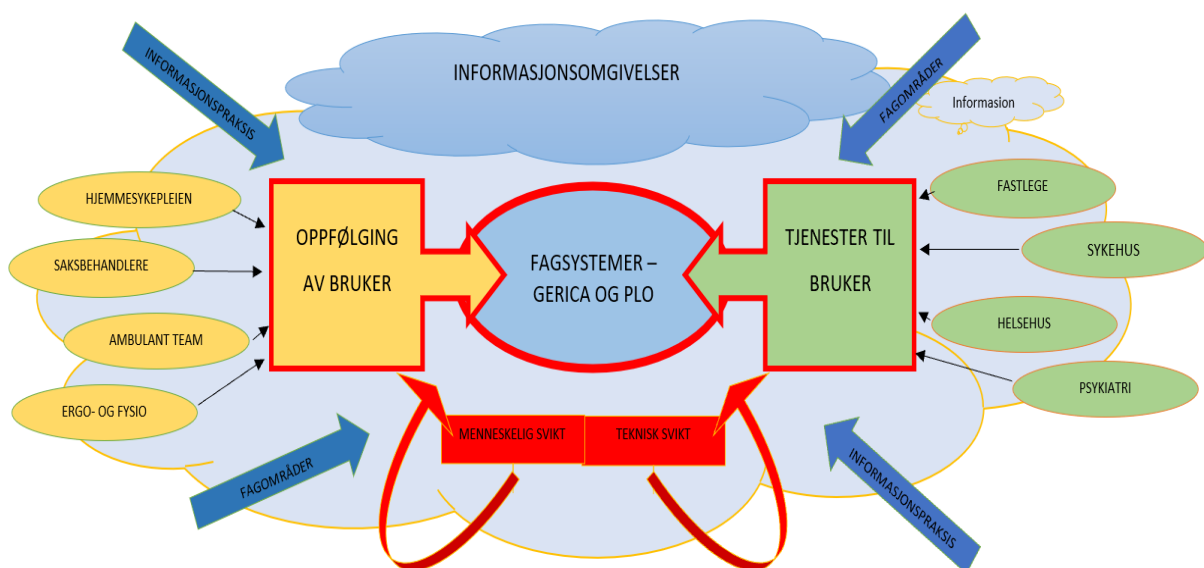 INFORMASJONSOMGIVELSER
INFORMASJONSPRAKSIS
FAGOMRÅDER
Informasion
HJEMMESYKEPLEIEN
SAKSBEHANDLERE
AMBULANT TEAM
ERGO- OG FYSIO
OPPFØLGING
AV BRUKER
FAGSYSTEMER –
GERICA OG PLO
TJENESTER TIL
BRUKER
FASTLEGE
SYKEHUS
HELSEHUS
PSYKIATRI
MENNESKELIG SVIKT
TEKNISK SVIKT
FAGOMRÅDER
INFORMASJONSPRAKSIS